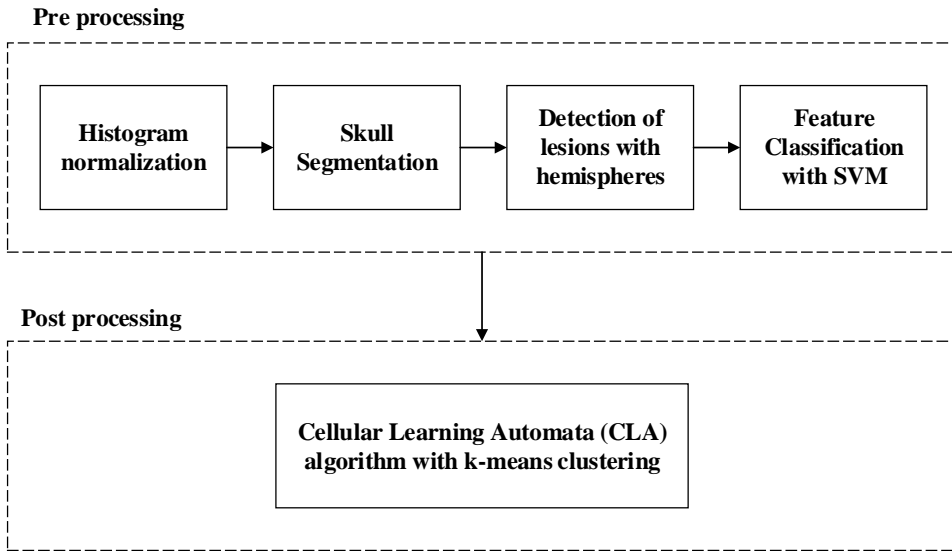 Pre processing
Histogram
normalization
Skull
Segmentation
Detection of
lesions with
hemispheres
Feature
Classification
with SVM
Post processing
Cellular Learning Automata (CLA)
algorithm with k-means clustering